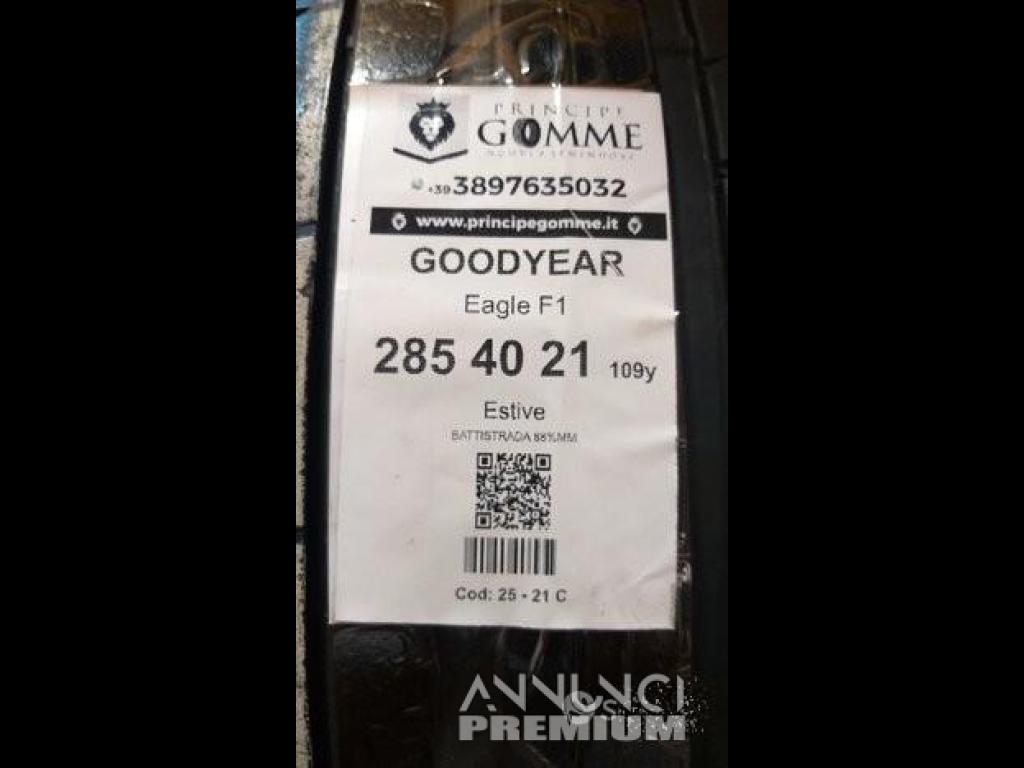 PRINCIPE
GOMME
+39 3897635032
www.principegomme.it
GOODYEAR
Eagle F1
285 40 21 109y
Estive
BATTISTRADA 88%MM
Cod: 25 - 21 C
ANNUNCI
PREMIUM